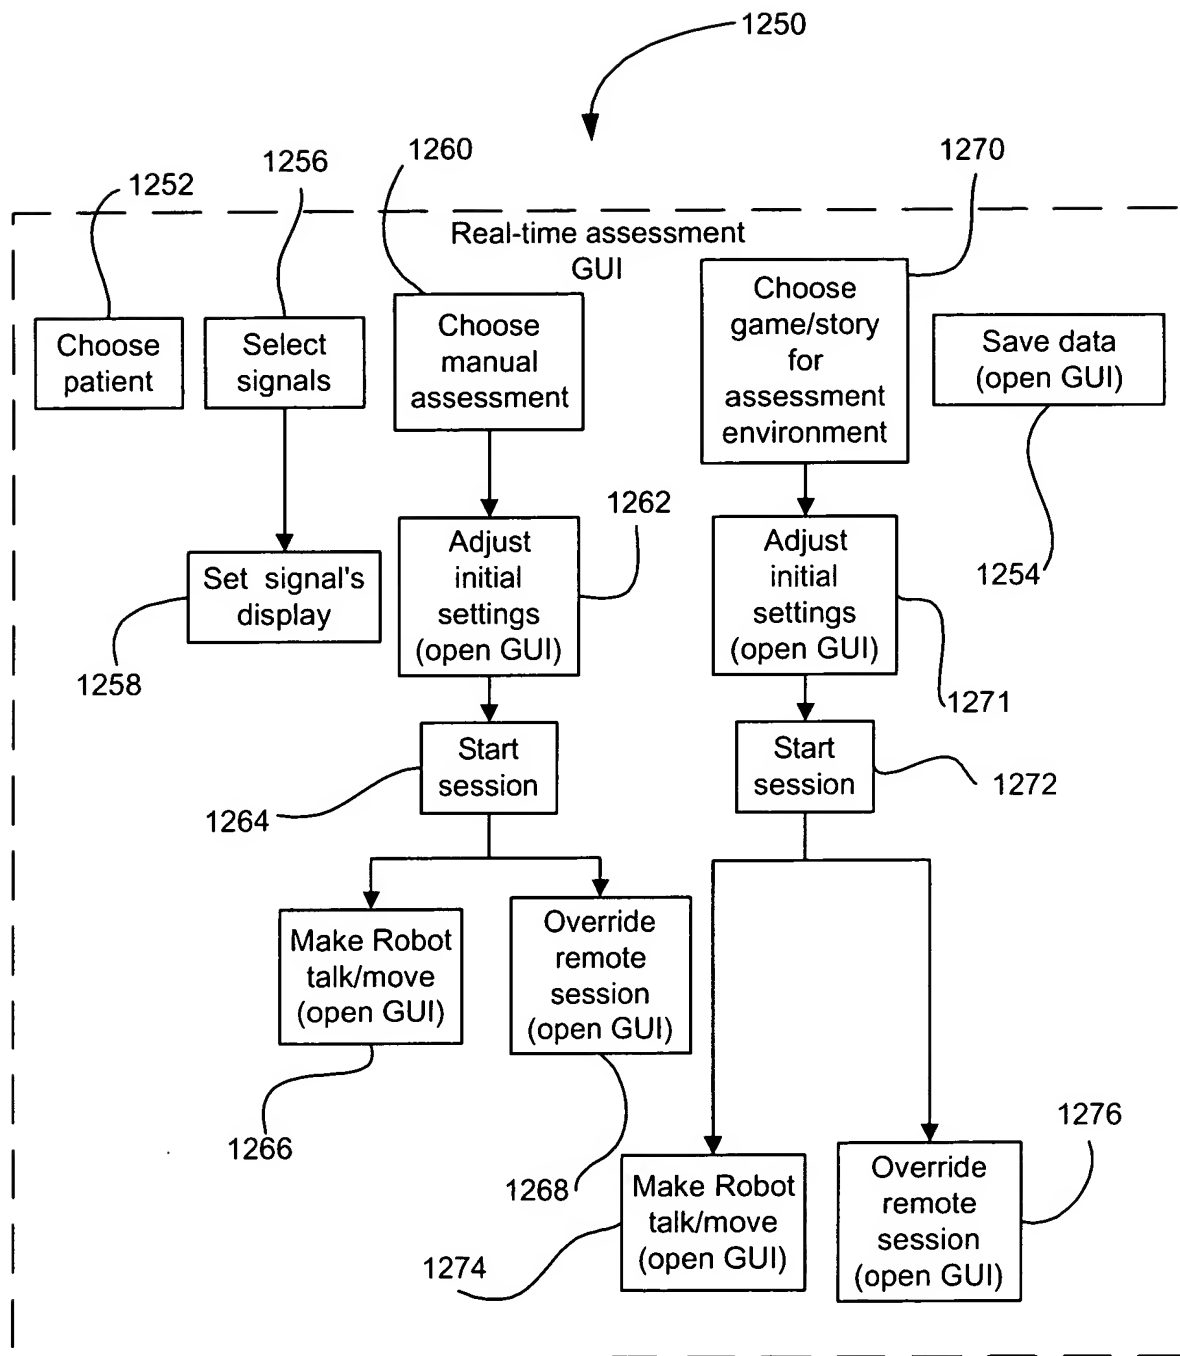 1250
1260
1270
1256
1252
Real-time assessment
GUI
Choose
patient
Select
signals
Choose
manual
assessment
Choose
game/story
for
assessment
environment
Save data
(open GUI)
1262
1254
Set signal's
display
Adjust
initial
settings
(open GUI)
Adjust
initial
settings
(open GUI)
1258
1271
Start
session
Start
session
1272
1264
Make Robot
talk/move
(open GUI)
Override
remote
session
(open GUI)
1266
1268
1276
Make Robot
talk/move
(open GUI)
Override
remote
session
(open GUI)
1274